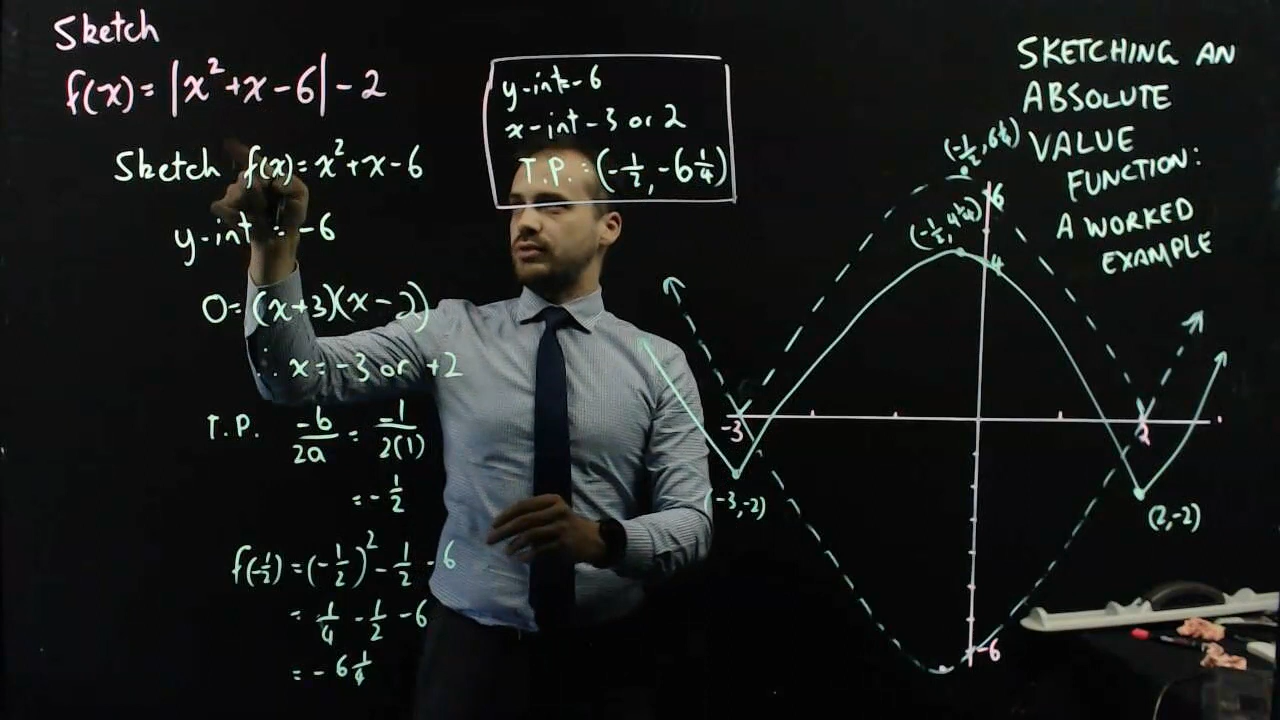 Sketch
f(x) = |x²+x-6| - 2
Sketch f(x) = x²+x-6
y-int = -6
0 = (x+3)(x-2)
∴ x = -3 or +2
T.P. -b/2a = -1/2(1)
= -1/2
f(-1/2) = (-1/2)² - 1/2 - 6
= 1/4 - 1/2 - 6
= -6 1/4
y-int = -6
x-int -3 or 2
T.P. = (-1/2, -6 1/4)
SKETCHING AN
ABSOLUTE
VALUE
FUNCTION:
A WORKED
EXAMPLE
(-1/2, 6 1/4)
6
(-1/2, 4 1/4)
4
-3
2
(-3,-2)
(2,-2)
-6